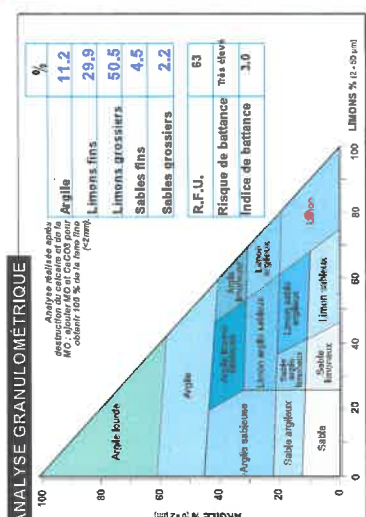 ANALYSE GRANULOMÉTRIQUE
Analyse réalisée après
destruction du calcaire et de la
MO : ajouter MO et CaCO3 pour
obtenir 100 % de la terre fine
(<2mm).
%
Argile 11.2
Limons fins 29.9
Limons grossiers 50.5
Sables fins 4.5
Sables grossiers 2.2
R.F.U. 63
Risque de battance Très élevé
Indice de battance
100
80
60
40
20
0
Argile lourde
Argile
Argile sableuse
Limon argilo sableux
Limon argileux
Sable argileux
Limon sablo argileux
Sable argilo limoneux
Limon
Sable
Sable limoneux
Limon sableux
0
20
40
60
80
100
ARGILE % (0 - 2 µm)
LIMONS % (2 - 50 µm)